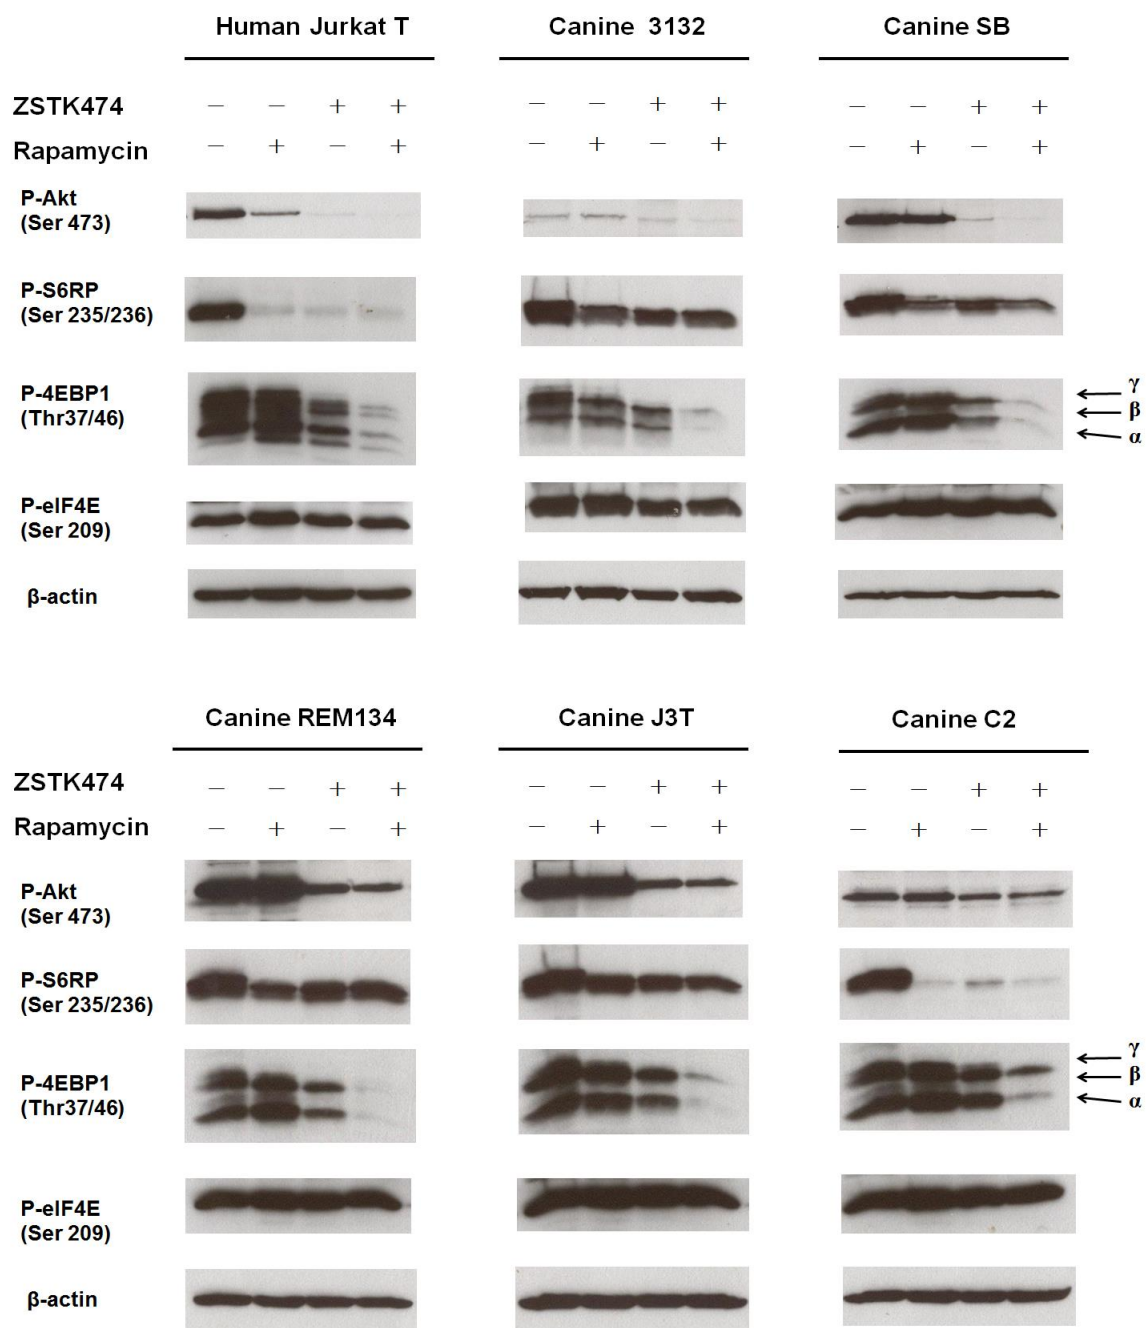 Human Jurkat T Canine 3132 Canine SB
ZSTK474 – – + + – – + + – – + +
Rapamycin – + – + – + – + – + – +
P-Akt
(Ser 473)
P-S6RP
(Ser 235/236)
P-4EBP1
(Thr37/46)
γ
β
α
P-eIF4E
(Ser 209)
β-actin
Canine REM134 Canine J3T Canine C2
ZSTK474 – – + + – – + + – – + +
Rapamycin – + – + – + – + – + – +
P-Akt
(Ser 473)
P-S6RP
(Ser 235/236)
P-4EBP1
(Thr37/46)
γ
β
α
P-eIF4E
(Ser 209)
β-actin